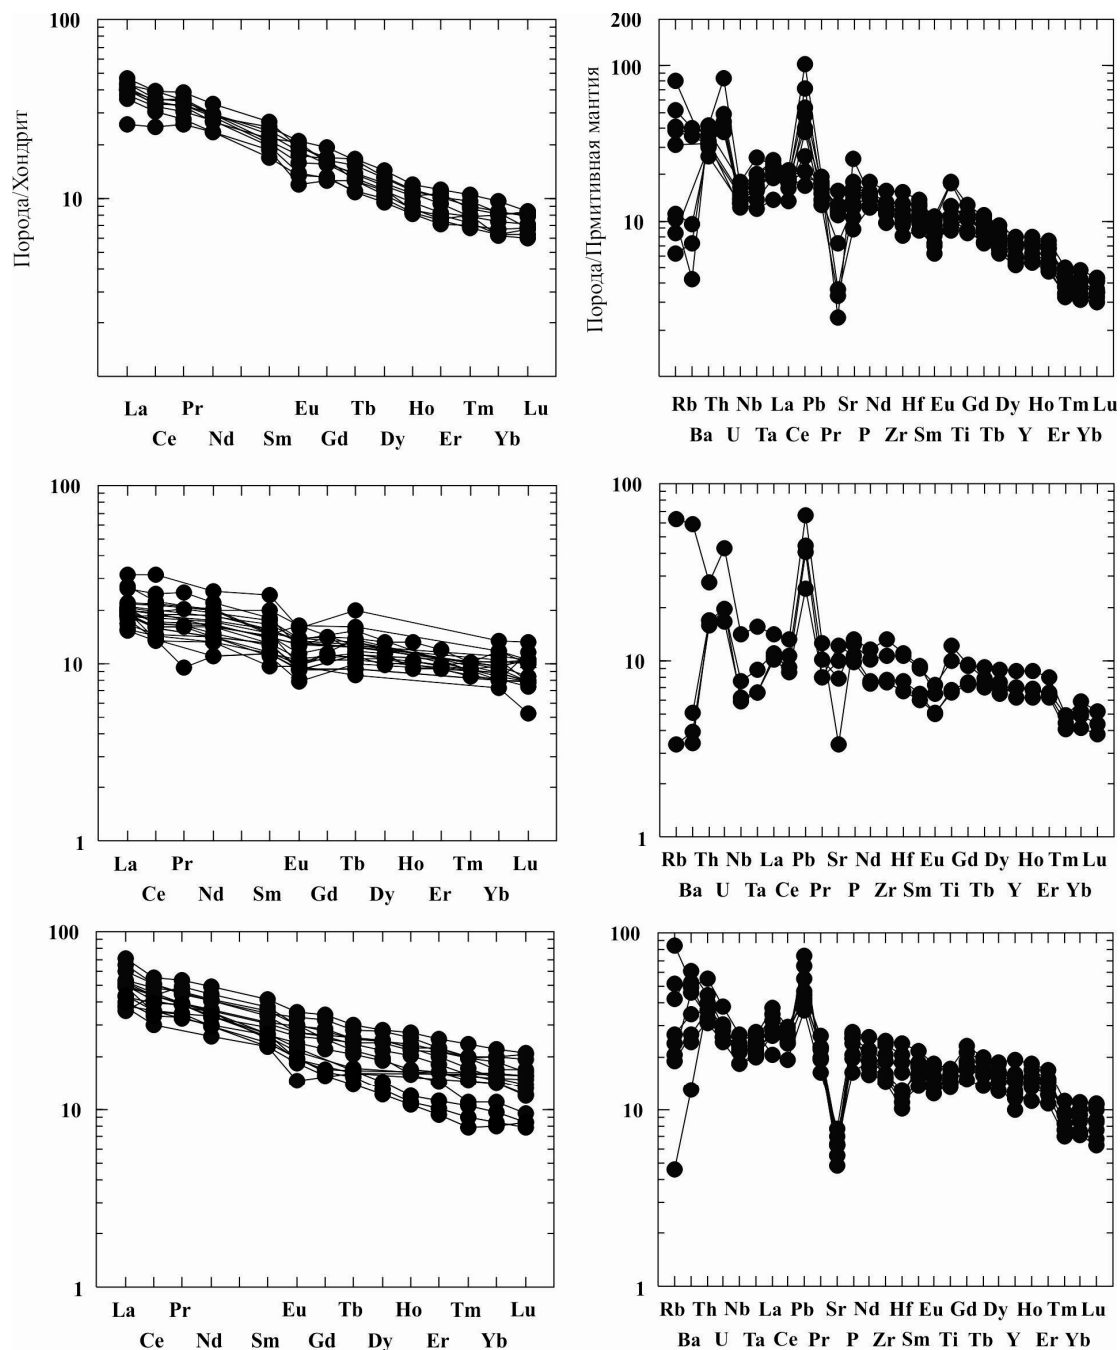 100
10
Порода/Хондрит
La Pr Eu Tb Ho Tm Lu
Ce Nd Sm Gd Dy Er Yb
200
100
10
Порода/Прмитивная мантия
Rb Th Nb La Pb Sr Nd Hf Eu Gd Dy Ho Tm Lu
Ba U Ta Ce Pr P Zr Sm Ti Tb Y Er Yb
100
10
1
La Pr Eu Tb Ho Tm Lu
Ce Nd Sm Gd Dy Er Yb
100
10
1
Rb Th Nb La Pb Sr Nd Hf Eu Gd Dy Ho Tm Lu
Ba U Ta Ce Pr P Zr Sm Ti Tb Y Er Yb
100
10
1
La Pr Eu Tb Ho Tm Lu
Ce Nd Sm Gd Dy Er Yb
100
10
1
Rb Th Nb La Pb Sr Nd Hf Eu Gd Dy Ho Tm Lu
Ba U Ta Ce Pr P Zr Sm Ti Tb Y Er Yb